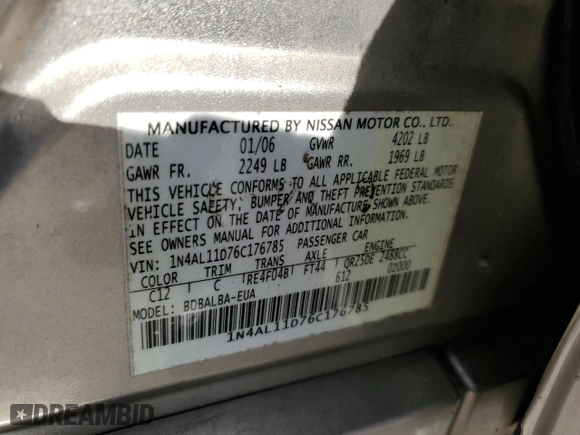 MANUFACTURED BY NISSAN MOTOR CO., LTD.
DATE 01/06 GVWR 4202 LB
GAWR FR. 2249 LB GAWR RR. 1969 LB
THIS VEHICLE CONFORMS TO ALL APPLICABLE FEDERAL MOTOR
VEHICLE SAFETY, BUMPER AND THEFT PREVENTION STANDARDS
IN EFFECT ON THE DATE OF MANUFACTURE SHOWN ABOVE.
SEE OWNERS MANUAL FOR ADDITIONAL INFORMATION.
VIN: 1N4AL11D76C176785 PASSENGER CAR
COLOR TRIM TRANS AXLE ENGINE
C12 C RE4F04B FT44 QR25DE 2488CC
MODEL: BDBALBA-EUA 612 02000
1N4AL11D76C176785
DREAMBID